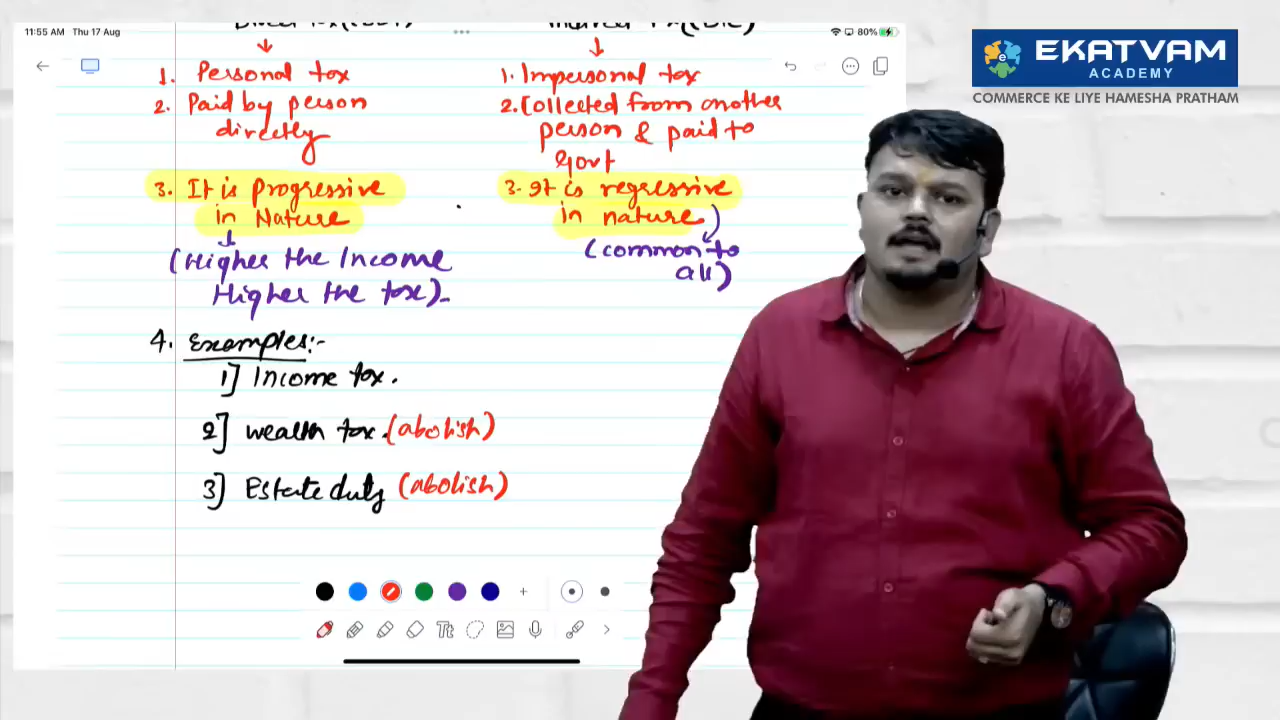 11:55 AM Thu 17 Aug
80%
EKATVAM
ACADEMY
COMMERCE KE LIYE HAMESHA PRATHAM
1. Personal tax
2. Paid by person
directly
3. It is progressive
in Nature
(Higher the Income
Higher the tax).
1. Impersonal tax
2. Collected from another
person & paid to
govt
3. It is regressive
in nature
(common to
all)
4. Examples:-
1] Income tax.
2] wealth tax. (abolish)
3] Estate duty (abolish)
Tt